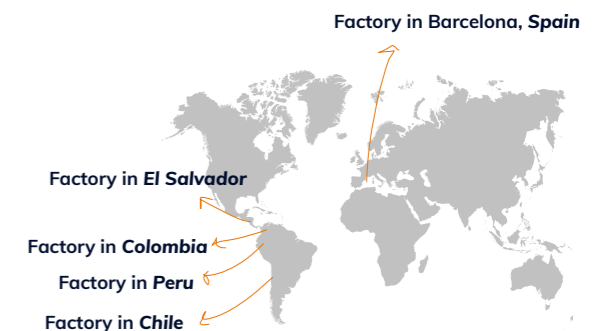 Factory in Barcelona, Spain
Factory in El Salvador
Factory in Colombia
Factory in Peru
Factory in Chile